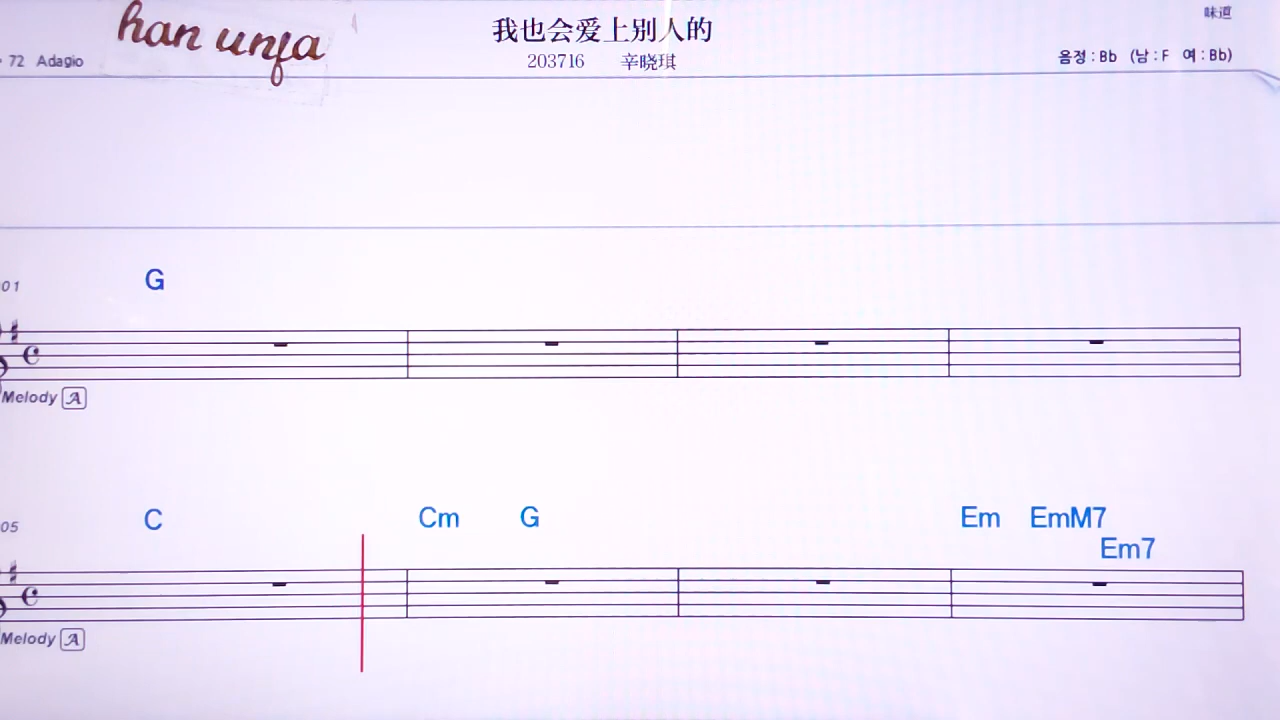 han unja
我也会爱上别人的
味道
72 Adagio
203716 辛晓琪
음정 : Bb (남 : F 여 : Bb)
01
G
Melody A
05
C Cm G Em EmM7
Em7
Melody A